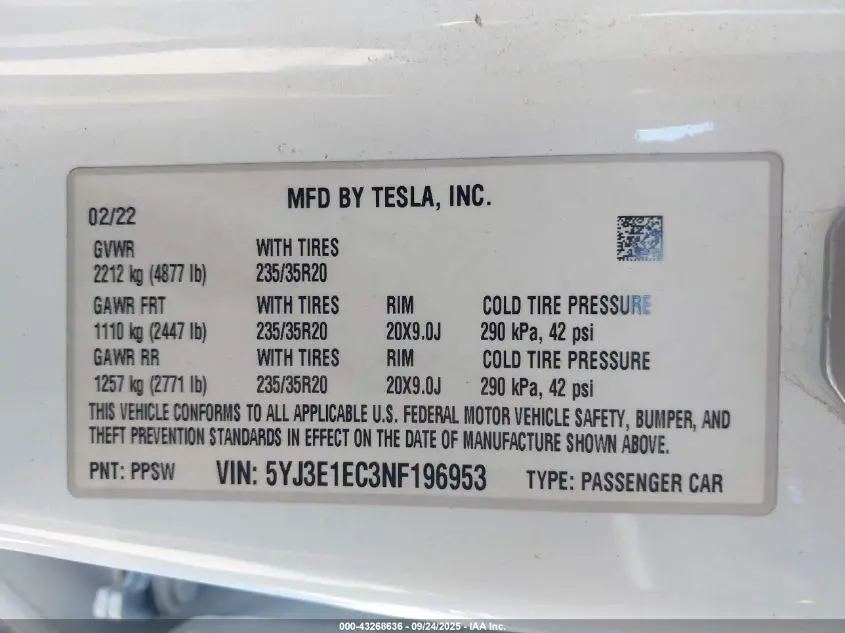 MFD BY TESLA, INC.
02/22
GVWR WITH TIRES
2212 kg (4877 lb) 235/35R20
GAWR FRT WITH TIRES RIM COLD TIRE PRESSURE
1110 kg (2447 lb) 235/35R20 20X9.0J 290 kPa, 42 psi
GAWR RR WITH TIRES RIM COLD TIRE PRESSURE
1257 kg (2771 lb) 235/35R20 20X9.0J 290 kPa, 42 psi
THIS VEHICLE CONFORMS TO ALL APPLICABLE U.S. FEDERAL MOTOR VEHICLE SAFETY, BUMPER, AND
THEFT PREVENTION STANDARDS IN EFFECT ON THE DATE OF MANUFACTURE SHOWN ABOVE.
PNT: PPSW VIN: 5YJ3E1EC3NF196953 TYPE: PASSENGER CAR
000-43268636 - 09/24/2025 - IAA Inc.